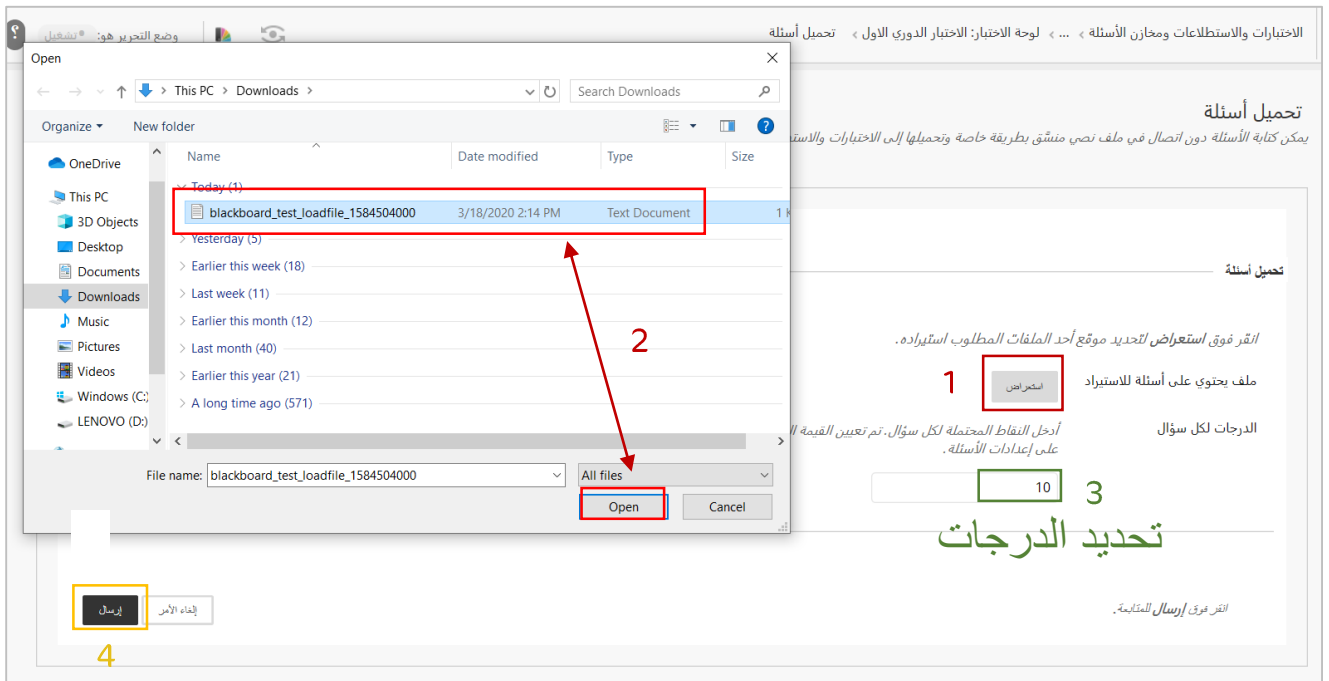 الاختبارات والاستطلاعات ومخازن الأسئلة › ... › لوحة الاختبار: الاختبار الدوري الاول › تحميل أسئلة
وضع التحرير هو: • تشغيل
؟
تحميل أسئلة
يمكن كتابة الأسئلة دون اتصال في ملف نصي منسَّق بطريقة خاصة وتحميلها إلى الاختبارات
Open
This PC > Downloads >
Search Downloads
Organize
New folder
Name
Date modified
Type
Size
Today (1)
blackboard_test_loadfile_1584504000
3/18/2020 2:14 PM
Text Document
1
Yesterday (5)
Earlier this week (18)
Last week (11)
Earlier this month (12)
Last month (40)
Earlier this year (21)
A long time ago (571)
OneDrive
This PC
3D Objects
Desktop
Documents
Downloads
Music
Pictures
Videos
Windows (C:)
LENOVO (D:)
File name:
blackboard_test_loadfile_1584504000
All files
Open
Cancel
2
تحميل أسئلة
انقر فوق استعراض لتحديد موقع أحد الملفات المطلوب استيراده.
ملف يحتوي على أسئلة للاستيراد
استعراض
1
الدرجات لكل سؤال
أدخل النقاط المحتملة لكل سؤال. تم تعيين القيمة
على إعدادات الأسئلة.
10
3
تحديد الدرجات
انقر فوق إرسال للمتابعة.
إلغاء الأمر
إرسال
4